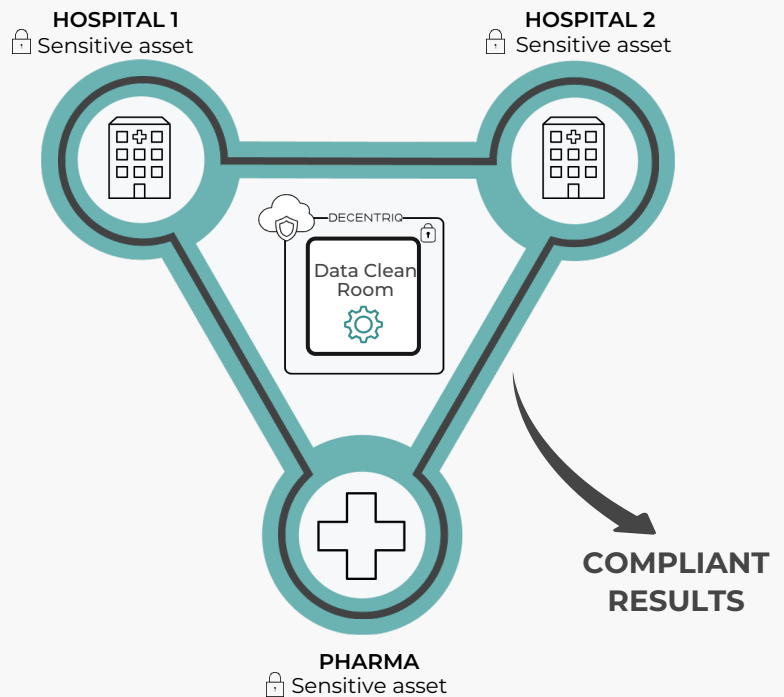 HOSPITAL 1
Sensitive asset
HOSPITAL 2
Sensitive asset
DECENTRIQ
Data Clean
Room
COMPLIANT
RESULTS
PHARMA
Sensitive asset